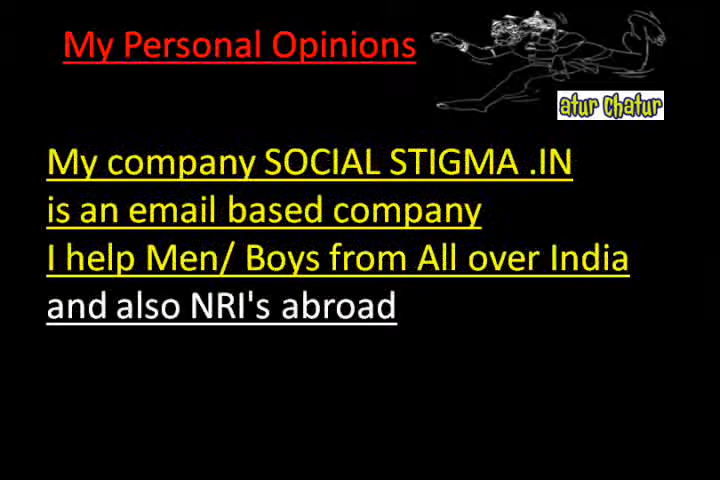 My Personal Opinions
atur chatur
My company SOCIAL STIGMA .IN
is an email based company
I help Men/ Boys from All over India
and also NRI's abroad